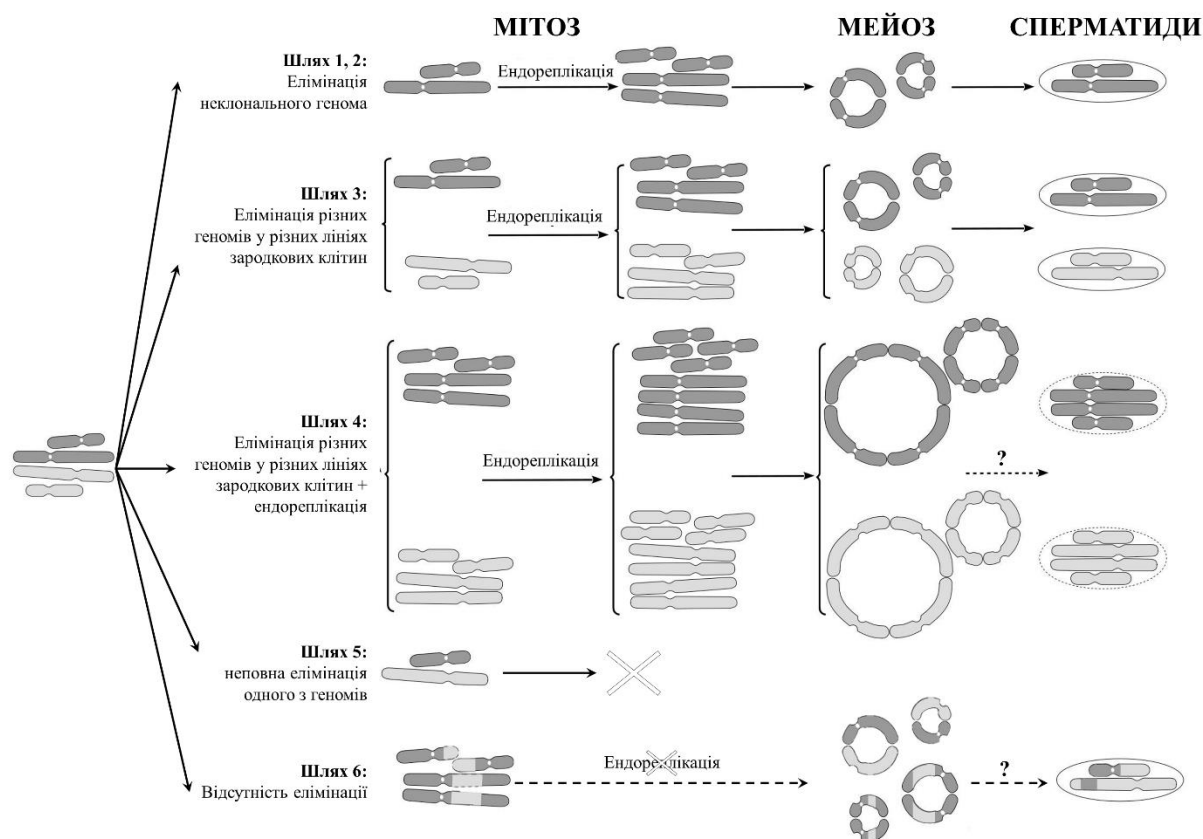 МІТОЗ
МЕЙОЗ
СПЕРМАТИДИ
Шлях 1, 2:
Елімінація
неклонального генома
Ендореплікація
Шлях 3:
Елімінація різних
геномів у різних лініях
зародкових клітин
Ендореплікація
Шлях 4:
Елімінація різних
геномів у різних лініях
зародкових клітин +
ендореплікація
Ендореплікація
?
Шлях 5:
неповна елімінація
одного з геномів
Шлях 6:
Відсутність елімінації
Ендореплікація
?